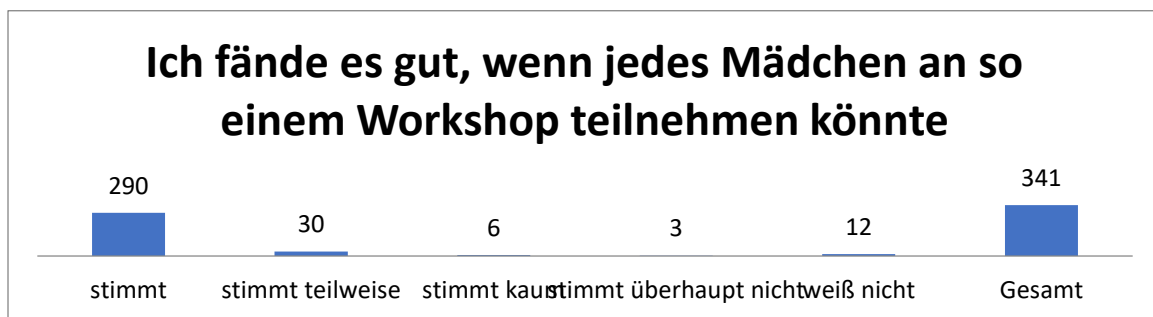 Ich fände es gut, wenn jedes Mädchen an so
einem Workshop teilnehmen könnte
290 30 6 3 12 341
stimmt stimmt teilweise stimmt kaum stimmt überhaupt nicht weiß nicht Gesamt